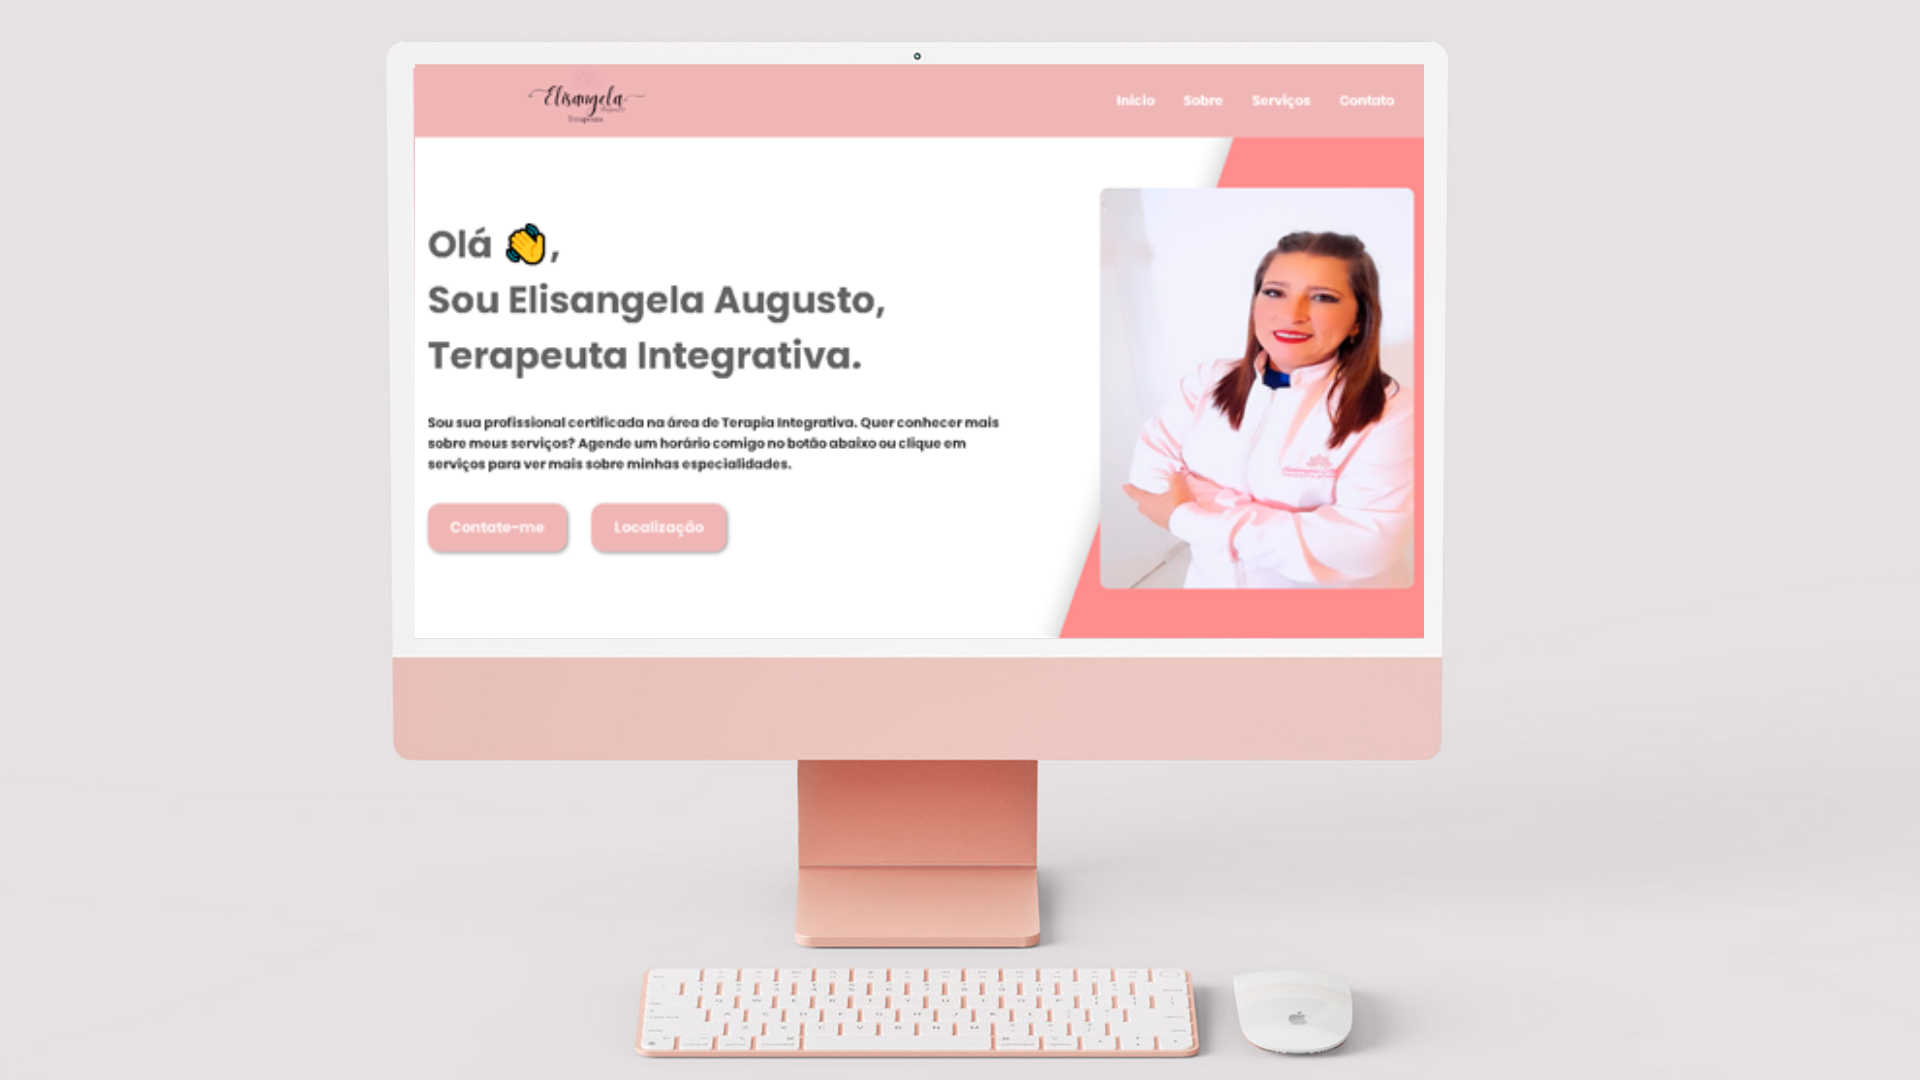 Elisangela
Terapeuta
Início Sobre Serviços Contato
Olá 👋,
Sou Elisangela Augusto,
Terapeuta Integrativa.
Sou sua profissional certificada na área de Terapia Integrativa. Quer conhecer mais
sobre meus serviços? Agende um horário comigo no botão abaixo ou clique em
serviços para ver mais sobre minhas especialidades.
Contate-me Localização